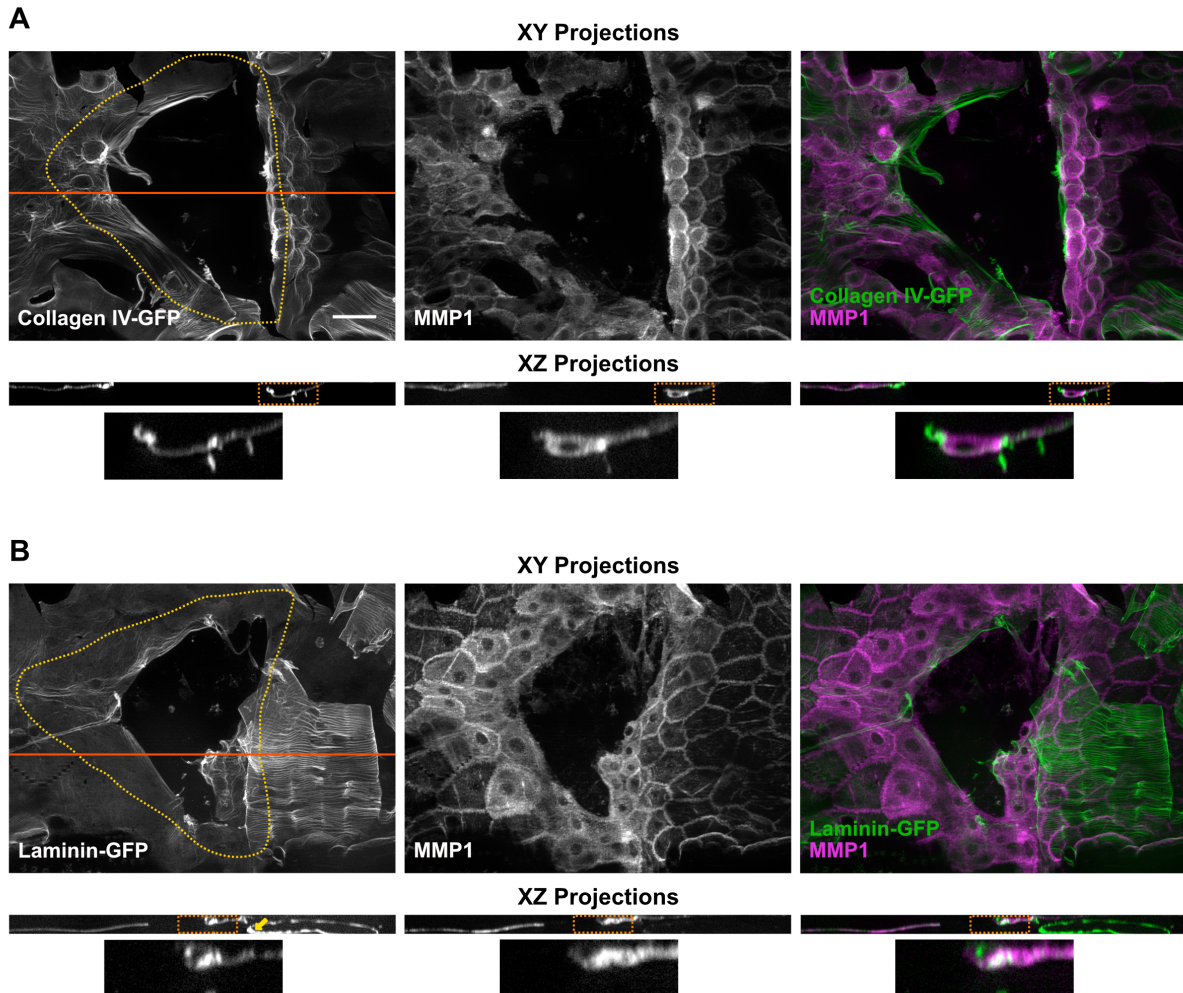 A
XY Projections
Collagen IV-GFP
MMP1
Collagen IV-GFP
MMP1
XZ Projections
B
XY Projections
Laminin-GFP
MMP1
Laminin-GFP
MMP1
XZ Projections